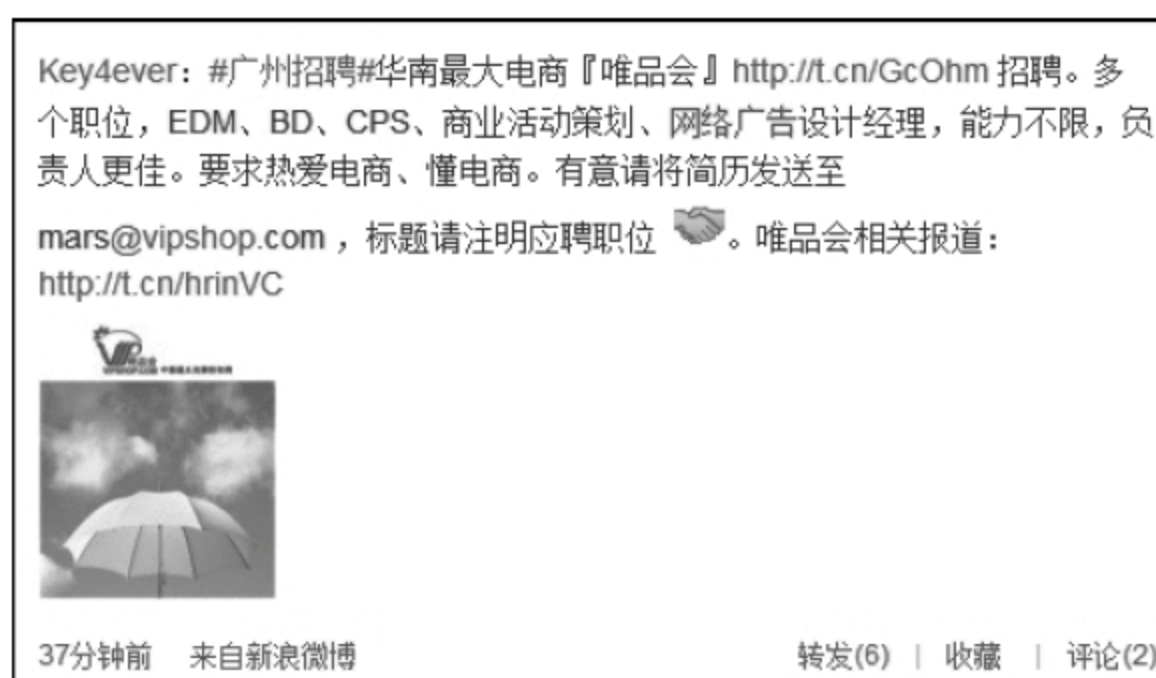 Key4ever：#广州招聘#华南最大电商『唯品会』http://t.cn/GcOhm 招聘。多
个职位，EDM、BD、CPS、商业活动策划、网络广告设计经理，能力不限，负
责人更佳。要求热爱电商、懂电商。有意请将简历发送至
mars@vipshop.com ，标题请注明应聘职位 。唯品会相关报道：
http://t.cn/hrinVC
VIP
37分钟前 来自新浪微博 转发(6) | 收藏 | 评论(2)